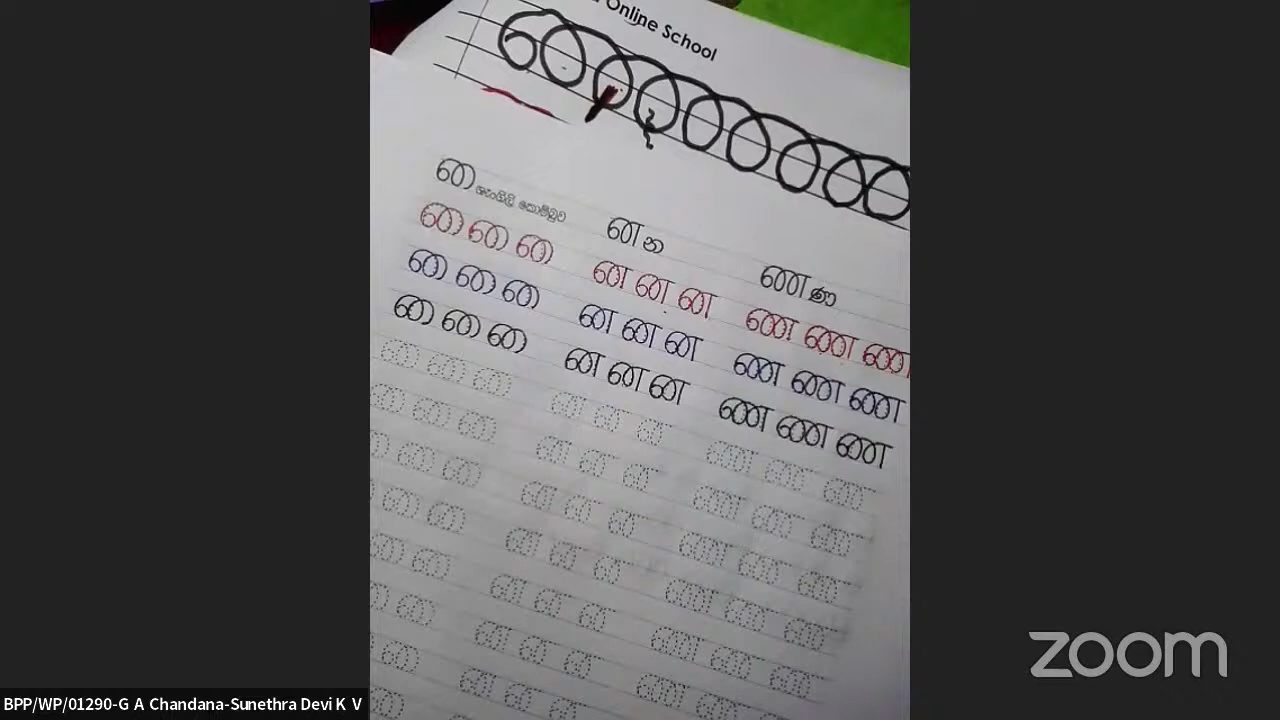 Online School
ை සංගිලි කොම්බුව
ன න
ண ණ
ை ை ை ன ன ன ண ண ண
ை ை ை ன ன ன ண ண ண
ை ை ை ன ன ன ண ண ண
ை ை ை ன ன ன ண ண ண
ை ை ை ன ன ன ண ண ண
ை ை ை ன ன ன ண ண ண
ை ை ன ன ன ண ண ண
ை ை ன ன ன ண ண ண
ை ை ன ன ன ண ண ண
ை ன ன ன ண ண ண
zoom
BPP/WP/01290-G A Chandana-Sunethra Devi K V